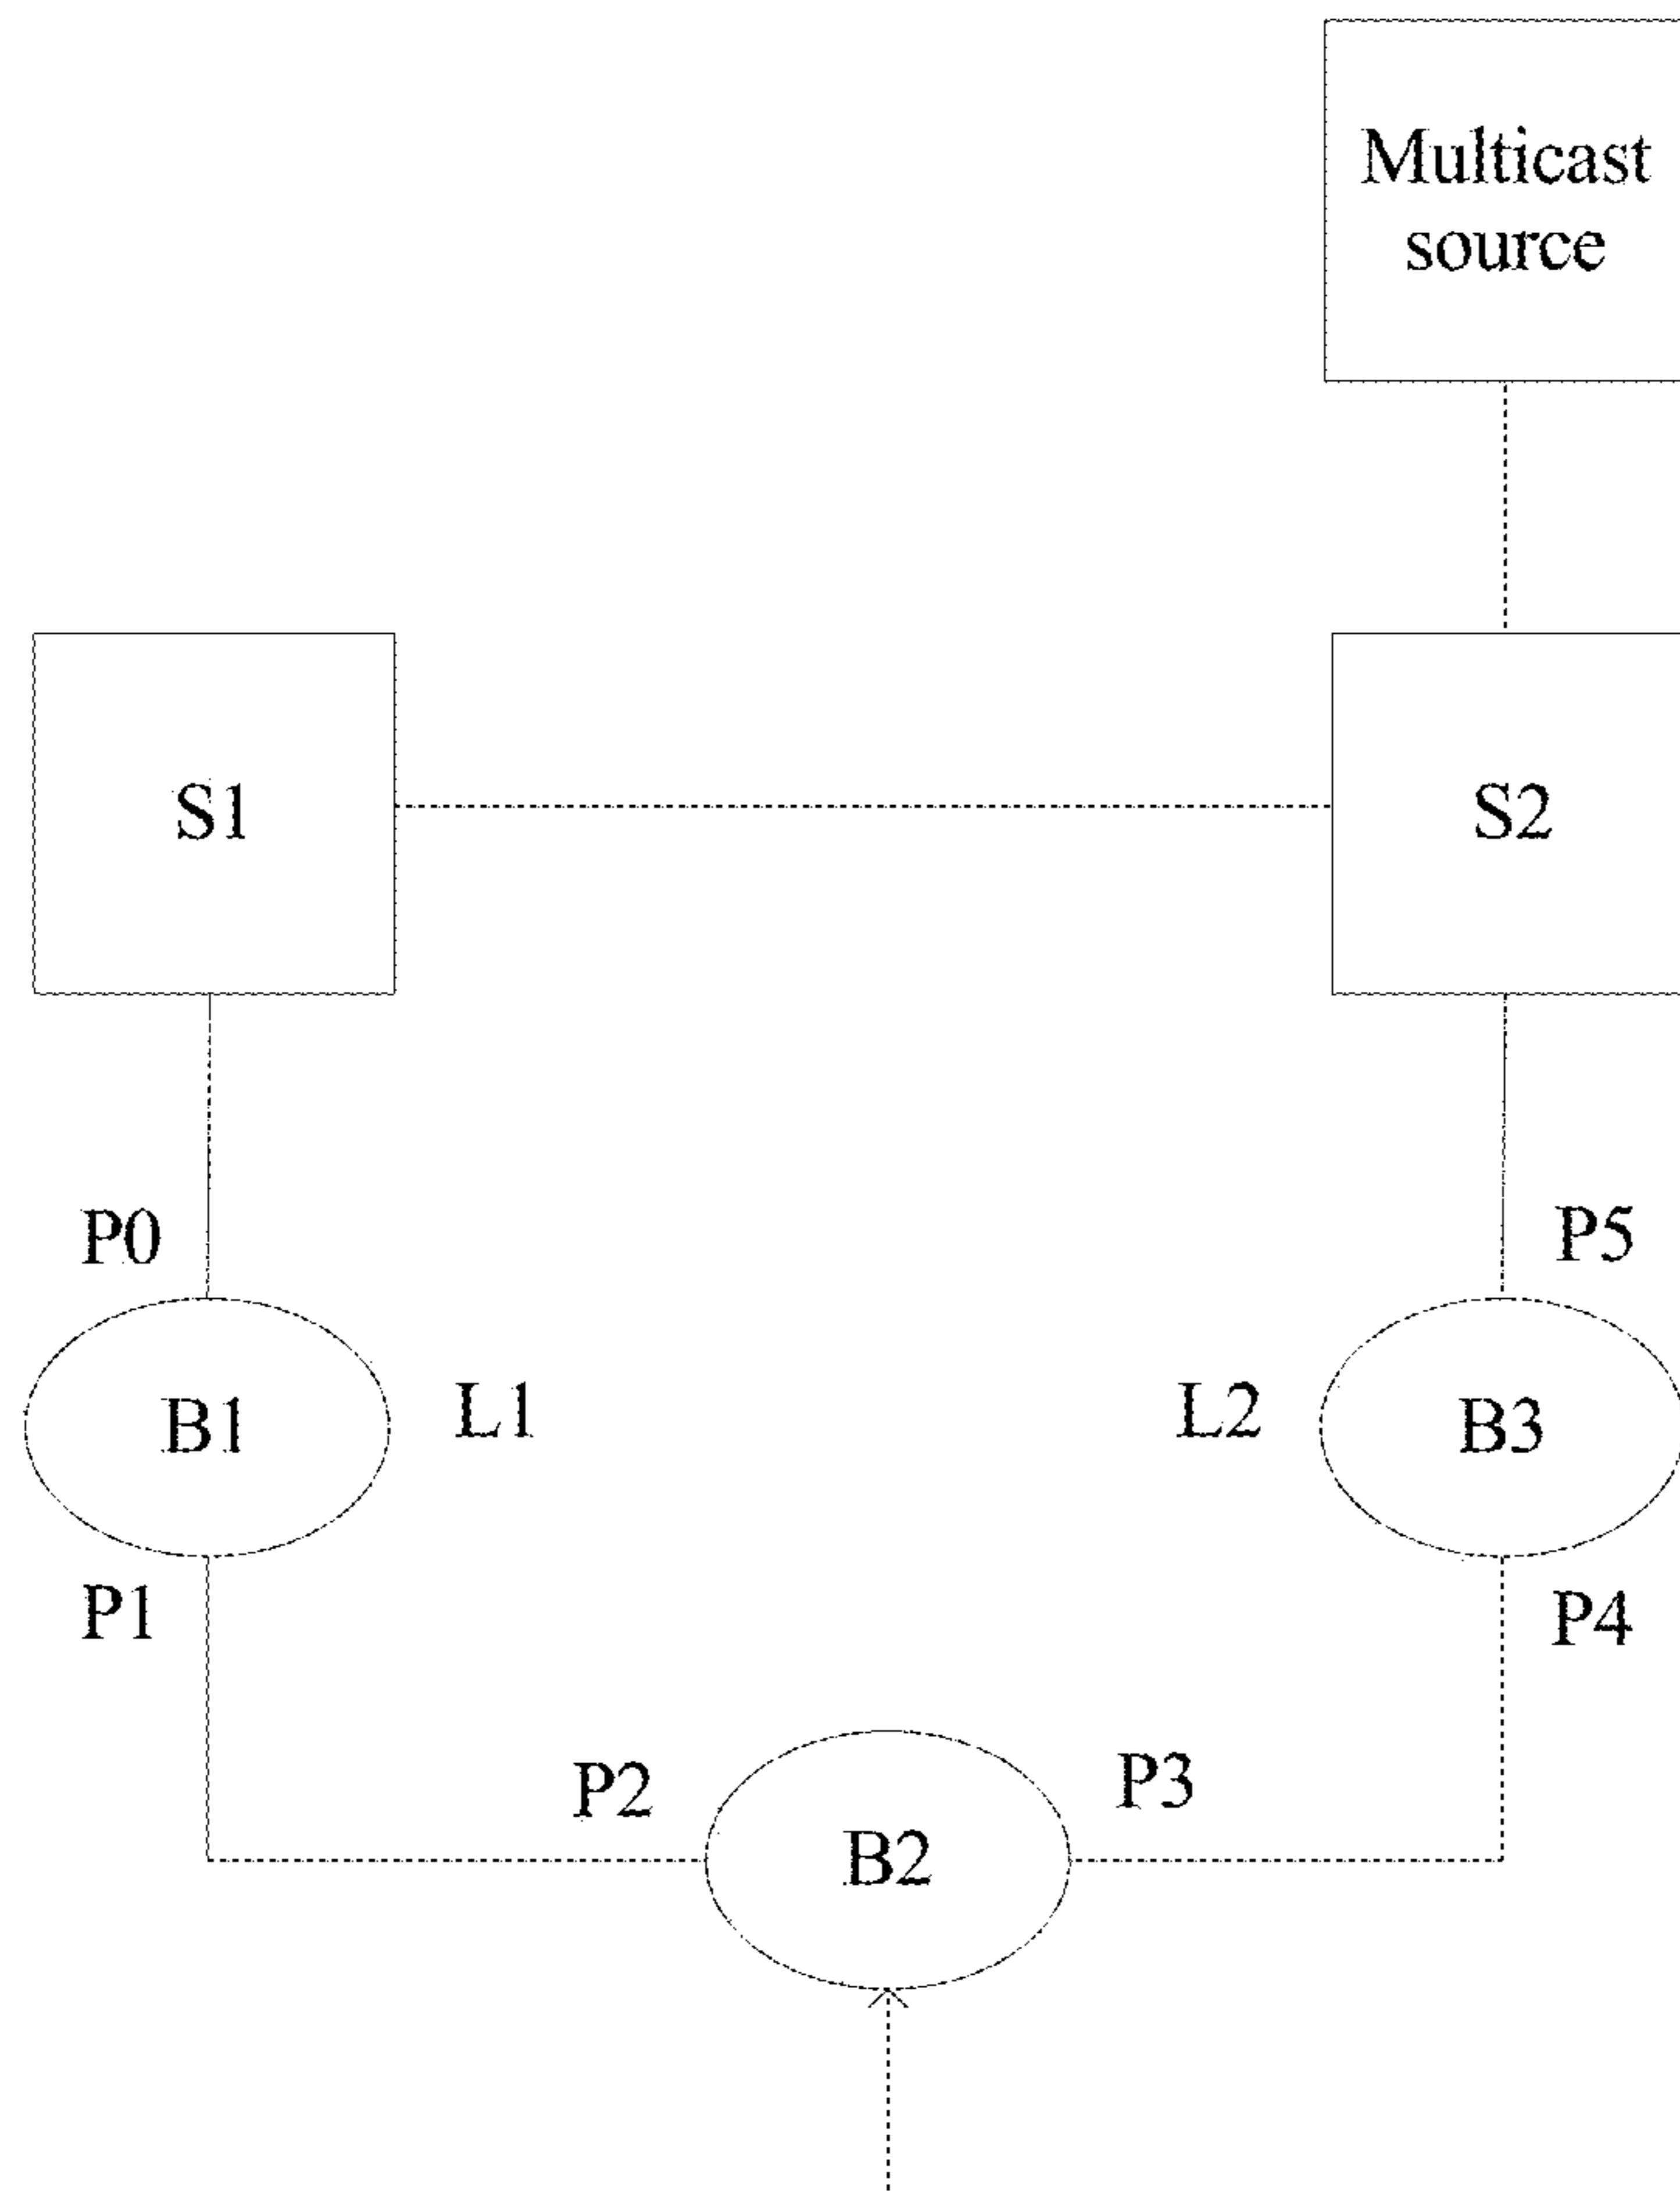 Multicast
source
S1
S2
P0
P5
B1
L1
L2
B3
P1
P4
P2
P3
B2